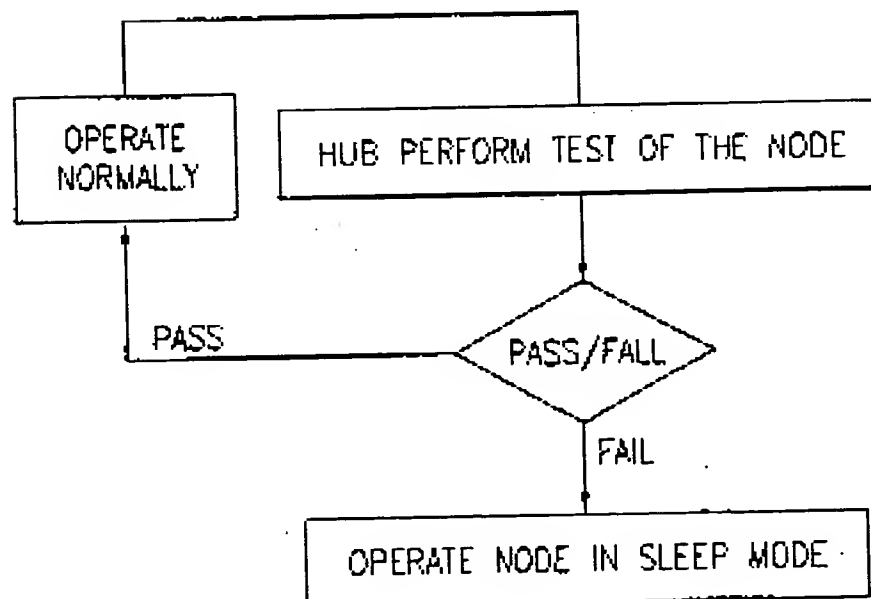 OPERATE
NORMALLY
HUB PERFORM TEST OF THE NODE
PASS
PASS/FALL
FAIL
OPERATE NODE IN SLEEP MODE